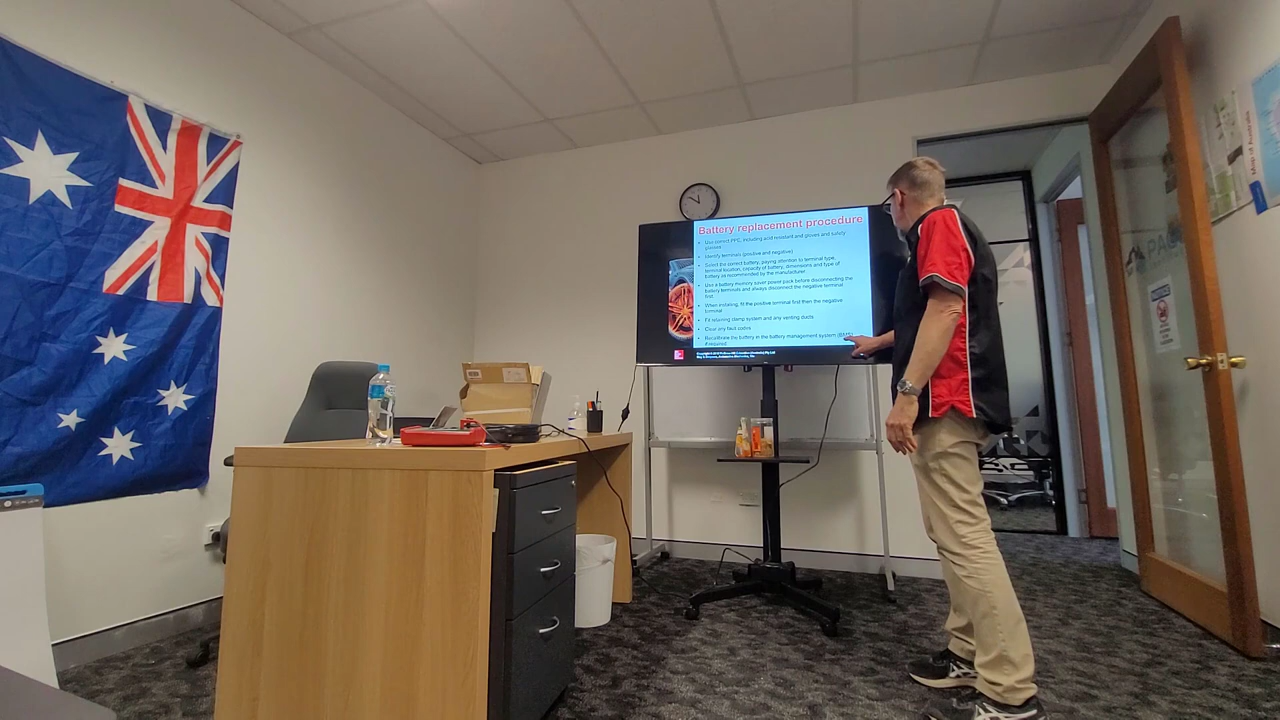 Battery replacement procedure
• Use correct PPE, including acid resistant and gloves and safety
glasses
• Identify terminals (positive and negative)
• Select the correct battery, paying attention to terminal type,
terminal location, capacity of battery, dimensions and type of
battery as recommended by the manufacturer.
• Use a battery memory saver power pack before disconnecting the
battery terminals and always disconnect the negative terminal
first.
• When installing, fit the positive terminal first then the negative
terminal
• Fit retaining clamp system and any venting ducts
• Clear any fault codes
• Recalibrate the battery in the battery management system (BMS)
if required.
Map of Australia